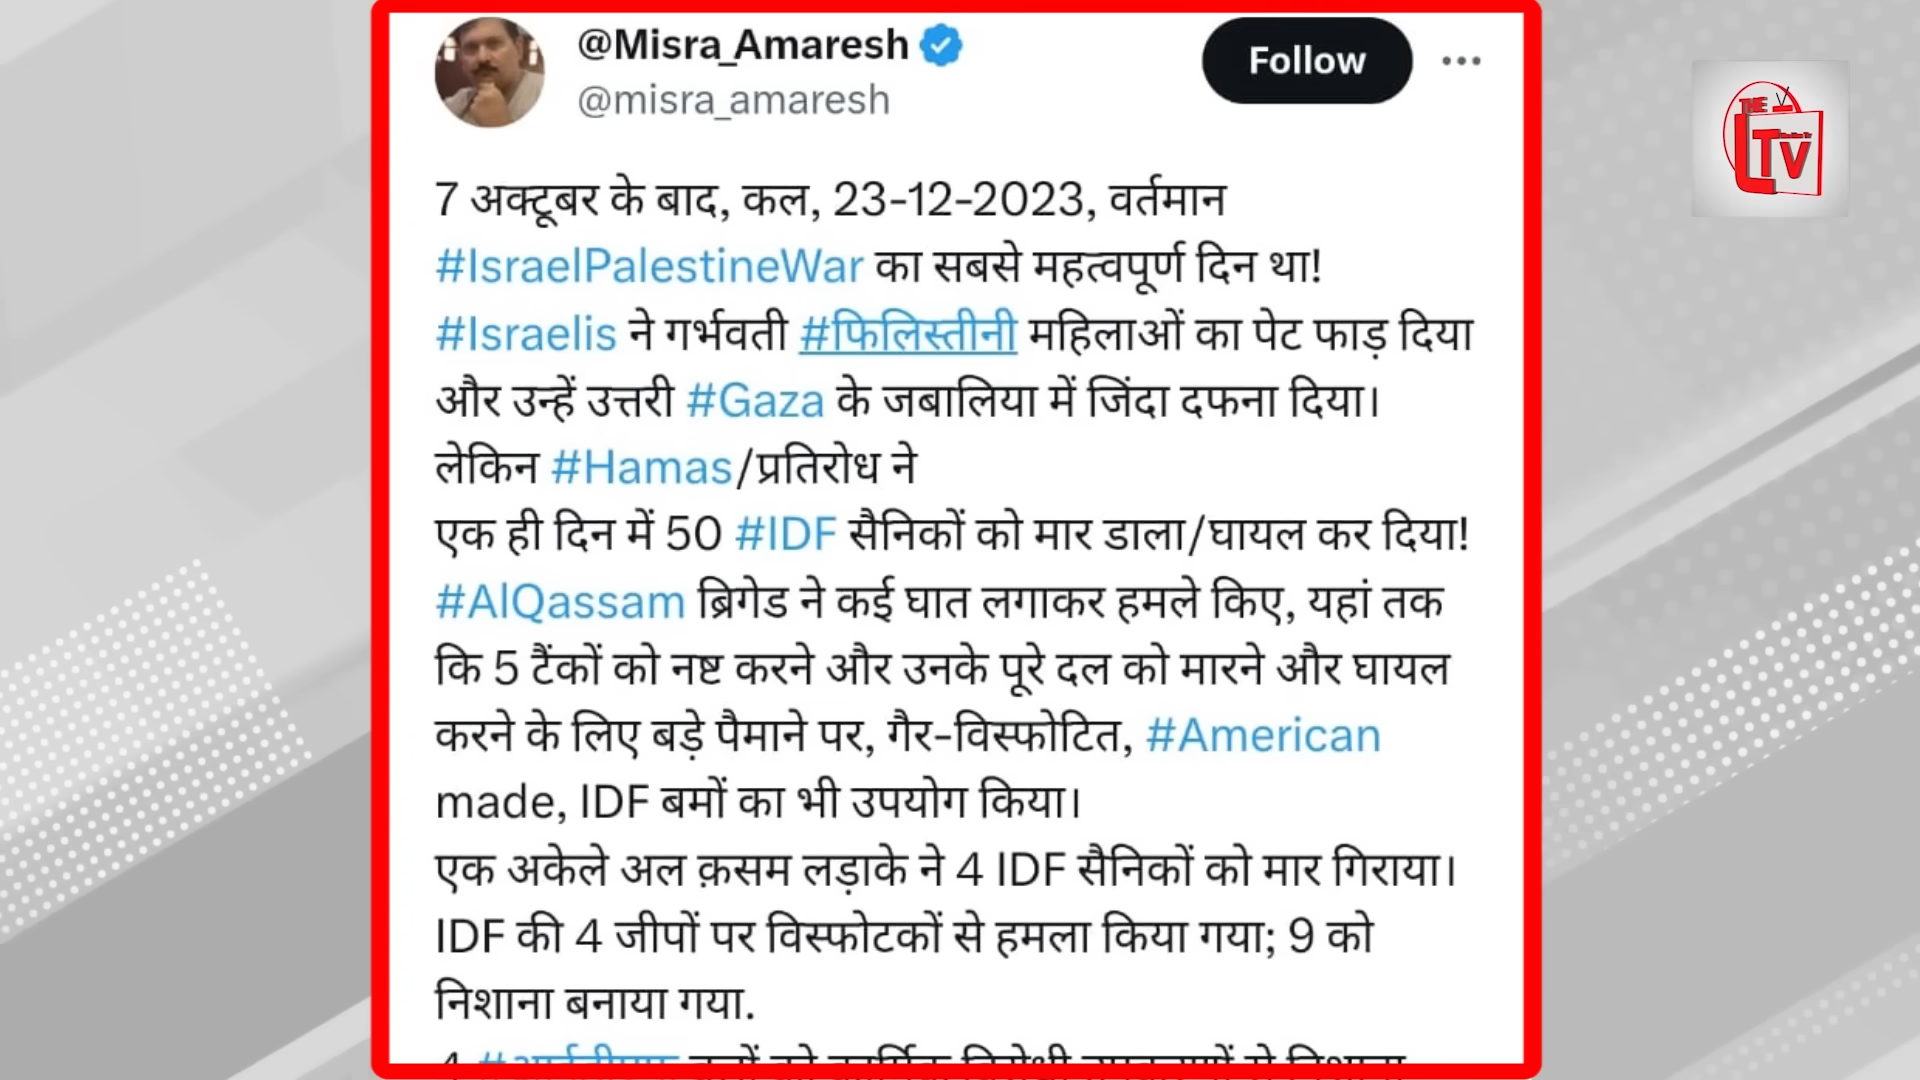 @Misra_Amaresh
@misra_amaresh
Follow
THE
LTV
7 अक्टूबर के बाद, कल, 23-12-2023, वर्तमान
#IsraelPalestineWar का सबसे महत्वपूर्ण दिन था!
#Israelis ने गर्भवती #फिलिस्तीनी महिलाओं का पेट फाड़ दिया
और उन्हें उत्तरी #Gaza के जबालिया में जिंदा दफना दिया।
लेकिन #Hamas/प्रतिरोध ने
एक ही दिन में 50 #IDF सैनिकों को मार डाला/घायल कर दिया!
#AlQassam ब्रिगेड ने कई घात लगाकर हमले किए, यहां तक
कि 5 टैंकों को नष्ट करने और उनके पूरे दल को मारने और घायल
करने के लिए बड़े पैमाने पर, गैर-विस्फोटित, #American
made, IDF बमों का भी उपयोग किया।
एक अकेले अल क़सम लड़ाके ने 4 IDF सैनिकों को मार गिराया।
IDF की 4 जीपों पर विस्फोटकों से हमला किया गया; 9 को
निशाना बनाया गया.